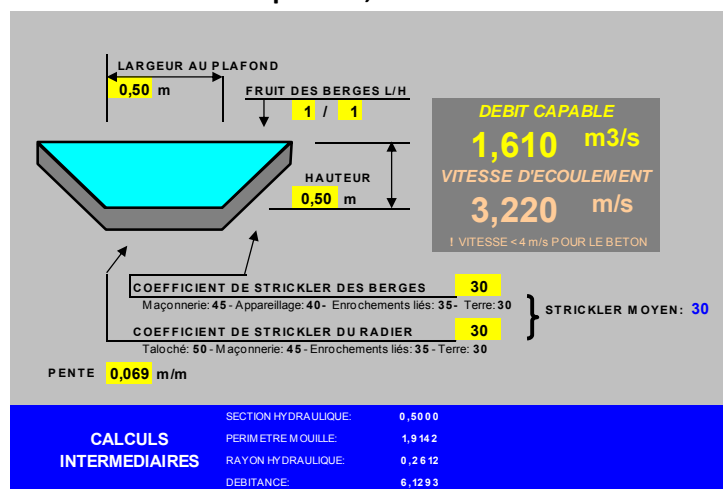 LARGEUR AU PLAFOND
0,50 m
FRUIT DES BERGES L/H
1 / 1
DEBIT CAPABLE
1,610 m3/s
VITESSE D'ECOULEMENT
3,220 m/s
! VITESSE < 4 m/s POUR LE BETON
HAUTEUR
0,50 m
COEFFICIENT DE STRICKLER DES BERGES 30
Maçonnerie: 45 - Appareillage: 40- Enrochements liés: 35- Terre: 30
STRICKLER MOYEN: 30
COEFFICIENT DE STRICKLER DU RADIER 30
Taloché: 50 - Maçonnerie: 45 - Enrochements liés: 35 - Terre: 30
PENTE 0,069 m/m
CALCULS INTERMEDIAIRES
SECTION HYDRAULIQUE: 0,5000
PERIMETRE MOUILLE: 1,9142
RAYON HYDRAULIQUE: 0,2612
DEBITANCE: 6,1293